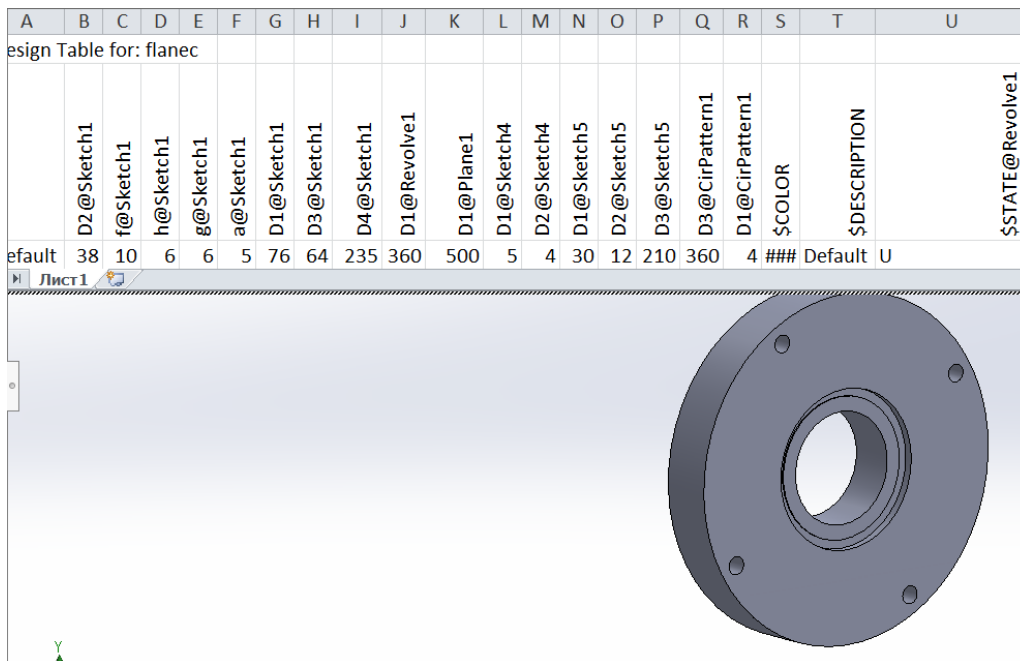 A B C D E F G H I J K L M N O P Q R S T U
esign Table for: flanec
D2@Sketch1 f@Sketch1 h@Sketch1 g@Sketch1 a@Sketch1 D1@Sketch1 D3@Sketch1 D4@Sketch1 D1@Revolve1 D1@Plane1 D1@Sketch4 D2@Sketch4 D1@Sketch5 D2@Sketch5 D3@Sketch5 D3@CirPattern1 D1@CirPattern1 $COLOR $DESCRIPTION $STATE@Revolve1
efault 38 10 6 6 5 76 64 235 360 500 5 4 30 12 210 360 4 ### Default U
Лист1
Y